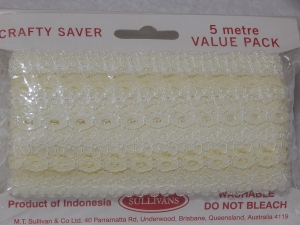 CRAFTY SAVER
5 metre
VALUE PACK
Product of Indonesia
SULLIVANS
WASHABLE
DO NOT BLEACH
M.T. Sullivan & Co Ltd. 40 Parramatta Rd, Underwood, Brisbane, Queensland, Australia 4119